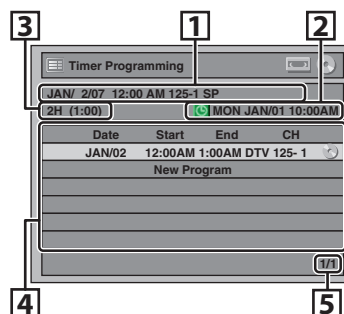 3
1
2
Timer Programming
JAN/ 2/07 12:00 AM 125-1 SP
2H (1:00) MON JAN/01 10:00AM
Date Start End CH
JAN/02 12:00AM 1:00AM DTV 125- 1
New Program
1/1
4
5